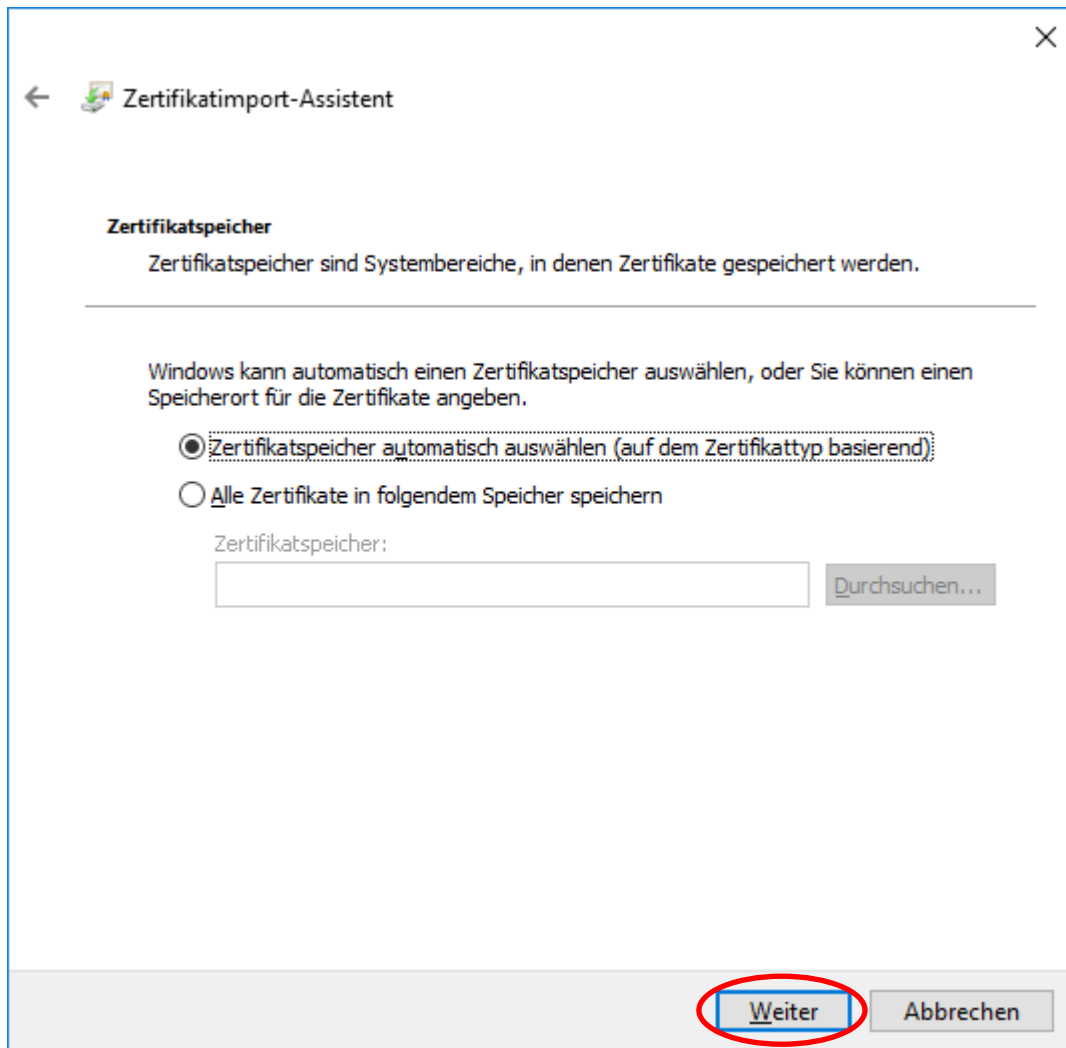 Zertifikatimport-Assistent
Zertifikatspeicher
Zertifikatspeicher sind Systembereiche, in denen Zertifikate gespeichert werden.
Windows kann automatisch einen Zertifikatspeicher auswählen, oder Sie können einen
Speicherort für die Zertifikate angeben.
Zertifikatspeicher automatisch auswählen (auf dem Zertifikattyp basierend)
Alle Zertifikate in folgendem Speicher speichern
Zertifikatspeicher:
Durchsuchen...
Weiter Abbrechen